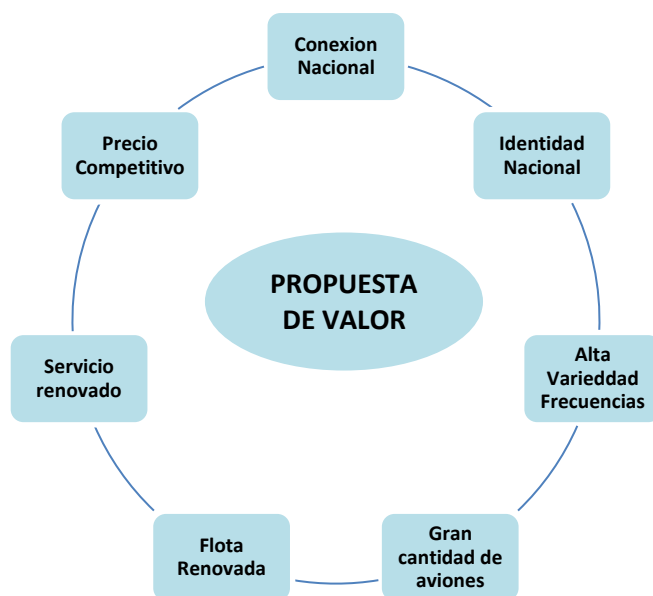 Conexion
Nacional
Identidad
Nacional
Alta
Varieddad
Frecuencias
Gran
cantidad de
aviones
Flota
Renovada
Servicio
renovado
Precio
Competitivo
PROPUESTA
DE VALOR